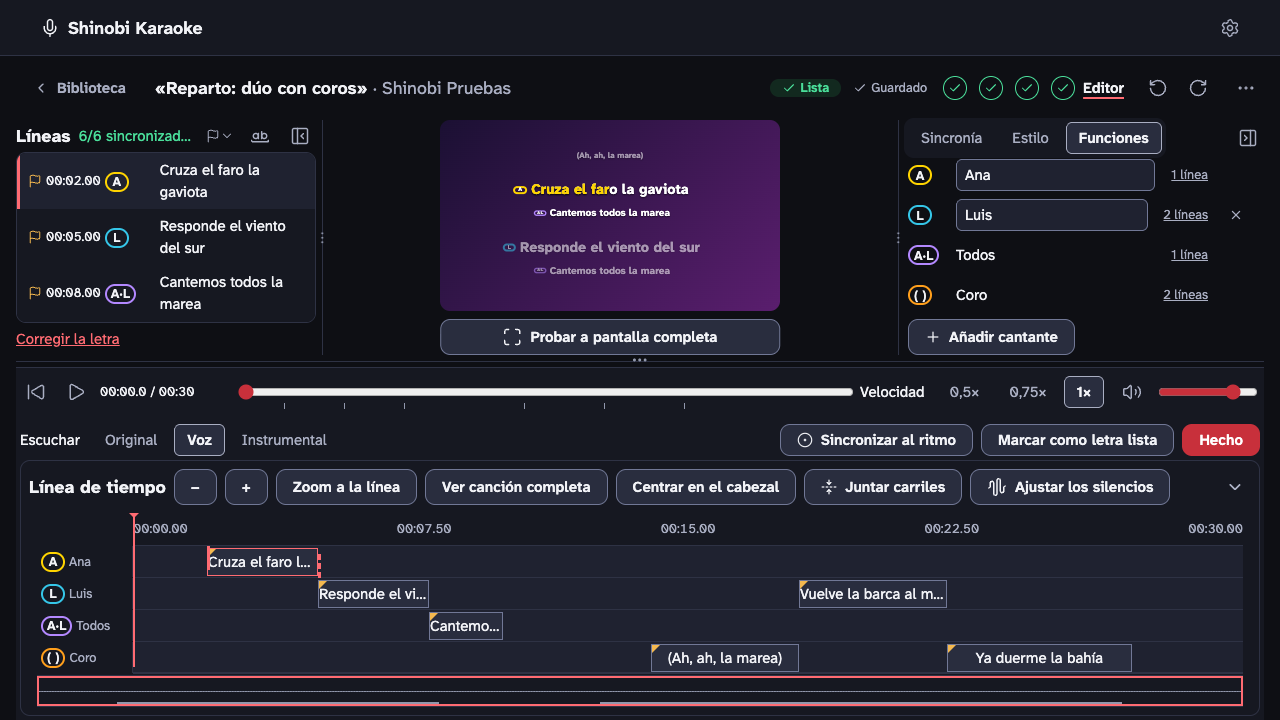 Shinobi Karaoke
Biblioteca
«Reparto: dúo con coros» · Shinobi Pruebas
Lista
Guardado
Editor
Líneas 6/6 sincronizad...
ab
00:02.00 A Cruza el faro la gaviota
00:05.00 L Responde el viento del sur
00:08.00 A·L Cantemos todos la marea
Corregir la letra
(Ah, ah, la marea)
A Cruza el faro la gaviota
A·L Cantemos todos la marea
L Responde el viento del sur
A·L Cantemos todos la marea
Probar a pantalla completa
Sincronía Estilo Funciones
A Ana 1 línea
L Luis 2 líneas
A·L Todos 1 línea
( ) Coro 2 líneas
Añadir cantante
00:00.0 / 00:30
Velocidad 0,5× 0,75× 1×
Escuchar Original Voz Instrumental
Sincronizar al ritmo
Marcar como letra lista
Hecho
Línea de tiempo
− +
Zoom a la línea
Ver canción completa
Centrar en el cabezal
Juntar carriles
Ajustar los silencios
00:00.00 00:07.50 00:15.00 00:22.50 00:30.00
A Ana Cruza el faro l...
L Luis Responde el vi... Vuelve la barca al m...
A·L Todos Cantemo...
( ) Coro (Ah, ah, la marea) Ya duerme la bahía